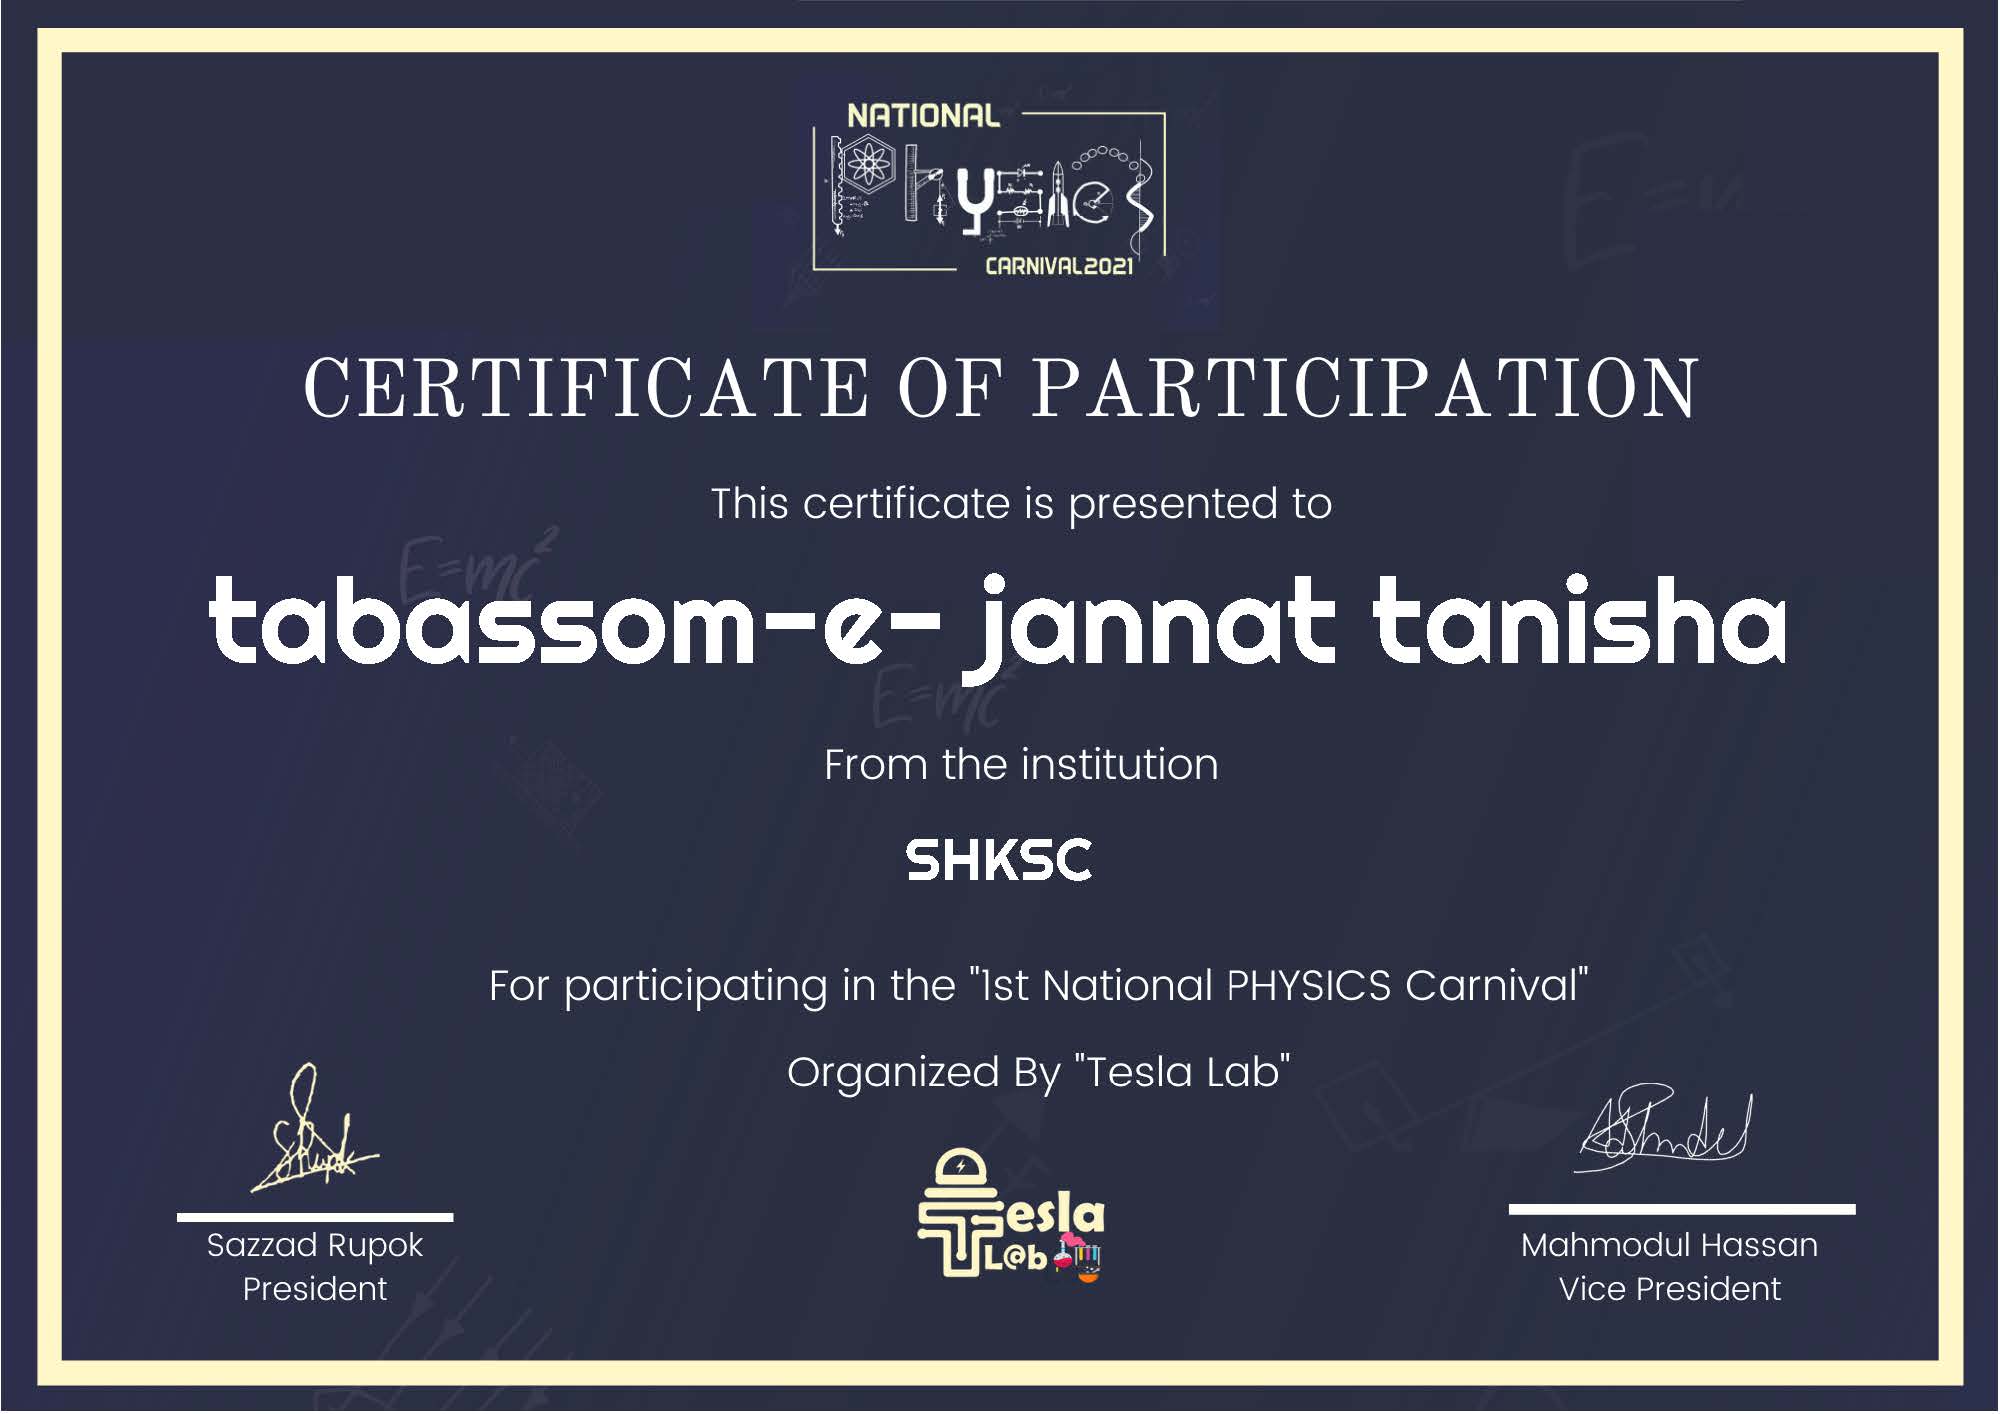 NATIONAL
Physics
CARNIVAL2021
CERTIFICATE OF PARTICIPATION
This certificate is presented to
E=mc²
tabassom-e- jannat tanisha
E=mc²
From the institution
SHKSC
For participating in the "1st National PHYSICS Carnival"
Organized By "Tesla Lab"
Tesla
L@b
Sazzad Rupok
President
Mahmodul Hassan
Vice President